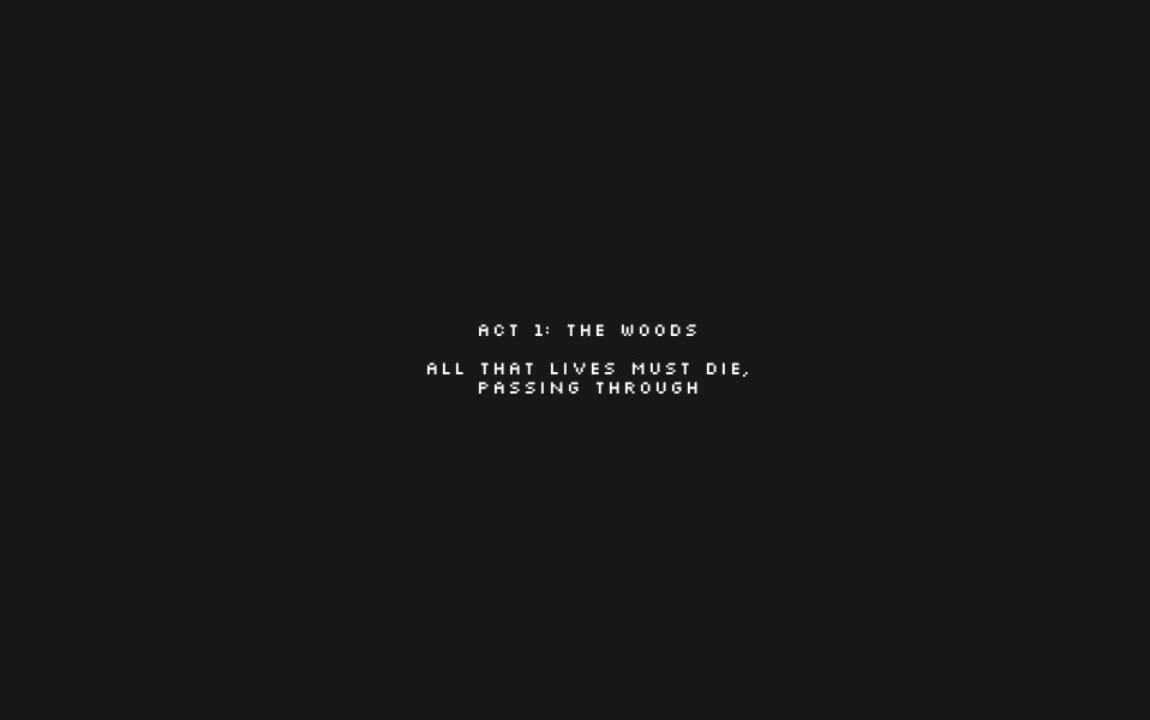 ACT 1: THE WOODS
ALL THAT LIVES MUST DIE,
PASSING THROUGH